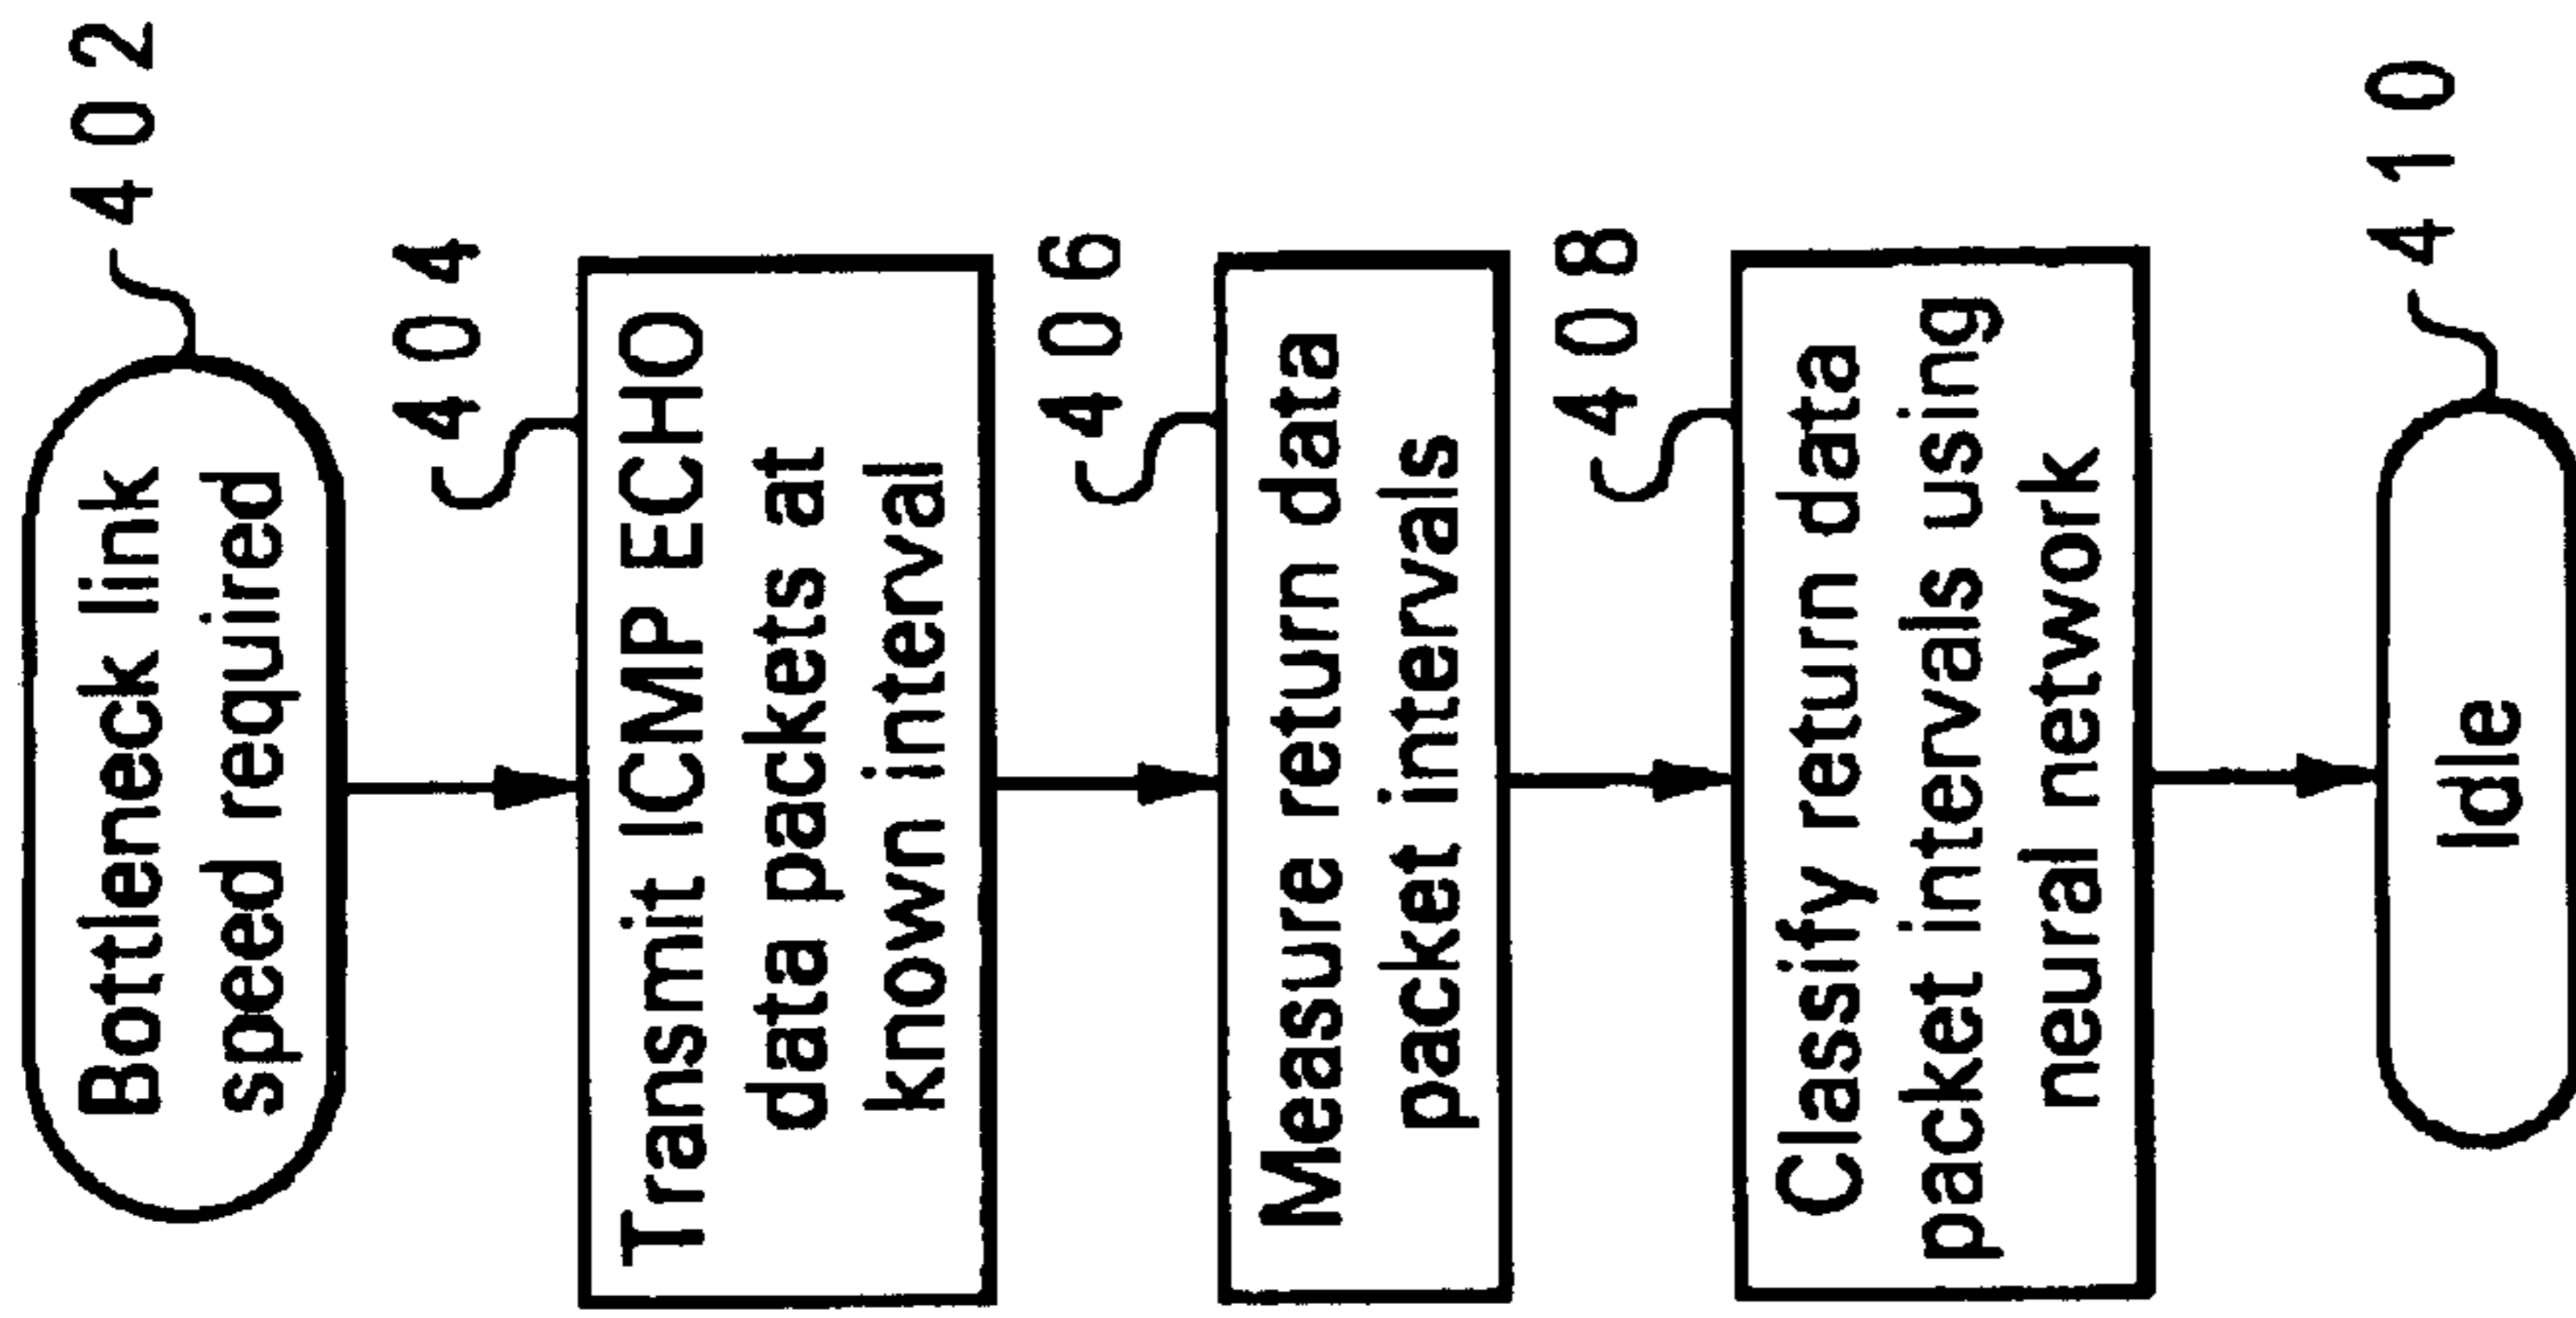 402
Bottleneck link
speed required
404
Transmit ICMP ECHO
data packets at
known interval
406
Measure return data
packet intervals
408
Classify return data
packet intervals using
neural network
410
Idle